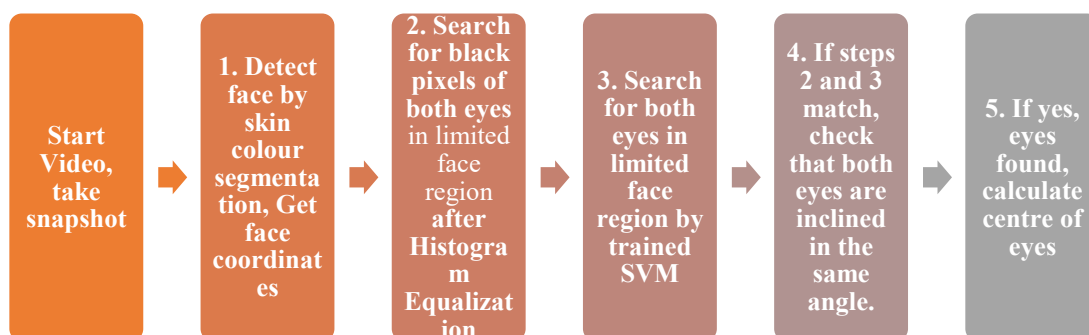 Start
Video,
take
snapshot
1. Detect
face by
skin
colour
segmenta
tion, Get
face
coordinat
es
2. Search
for black
pixels of
both eyes
in limited
face
region
after
Histogra
m
Equalizat
ion
3. Search
for both
eyes in
limited
face
region by
trained
SVM
4. If steps
2 and 3
match,
check
that both
eyes are
inclined
in the
same
angle.
5. If yes,
eyes
found,
calculate
centre of
eyes